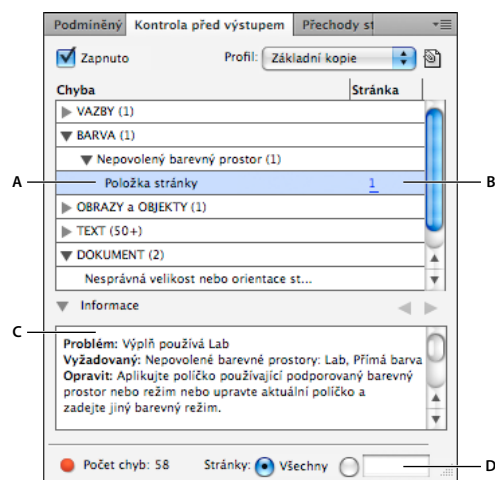 Podmíněný Kontrola před výstupem Přechody st
Zapnuto Profil: Základní kopie
Chyba Stránka
VAZBY (1)
BARVA (1)
Nepovolený barevný prostor (1)
A Položka stránky 1 B
OBRAZY a OBJEKTY (1)
TEXT (50+)
DOKUMENT (2)
Nesprávná velikost nebo orientace st...
Informace
C
Problém: Výplň používá Lab
Vyžadovaný: Nepovolené barevné prostory: Lab, Přímá barva
Opravit: Aplikujte políčko používající podporovaný barevný
prostor nebo režim nebo upravte aktuální políčko a
zadejte jiný barevný režim.
Počet chyb: 58 Stránky: Všechny D